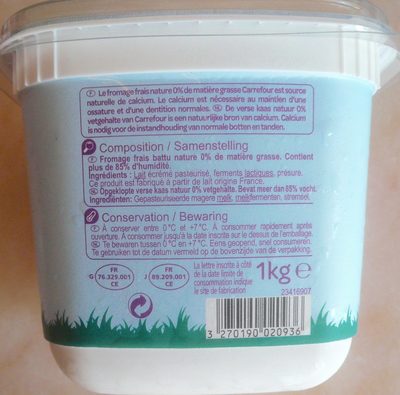 F Le fromage frais nature 0% de matière grasse Carrefour est source
naturelle de calcium. Le calcium est nécessaire au maintien d'une
ossature et d'une dentition normales. NL De verse kaas natuur 0%
vetgehalte van Carrefour is een natuurlijke bron van calcium. Calcium
is nodig voor de instandhouding van normale botten en tanden.
Composition / Samenstelling
F Fromage frais battu nature 0% de matière grasse. Contient
plus de 85% d'humidité.
Ingrédients : Lait écrémé pasteurisé, ferments lactiques, présure.
Ce produit est fabriqué à partir de lait origine France.
NL Opgeklopte verse kaas natuur 0% vetgehalte. Bevat meer dan 85% vocht.
Ingrediënten: Gepasteuriseerde magere melk, melkfermenten, stremsel.
Conservation / Bewaring
F A conserver entre 0°C et +7°C. A consommer rapidement après
ouverture. A consommer jusqu'à la date inscrite sur le dessus de l'emballage.
NL Te bewaren tussen 0°C en +7°C. Eens geopend, snel consumeren.
Te gebruiken tot de datum vermeld op de bovenzijde van de verpakking.
G FR 76.329.001 CE
J FR 89.209.001 CE
La lettre inscrite à côté
de la date limite de
consommation indique
le site de fabrication
1kg e
23416907
3 270190 020936